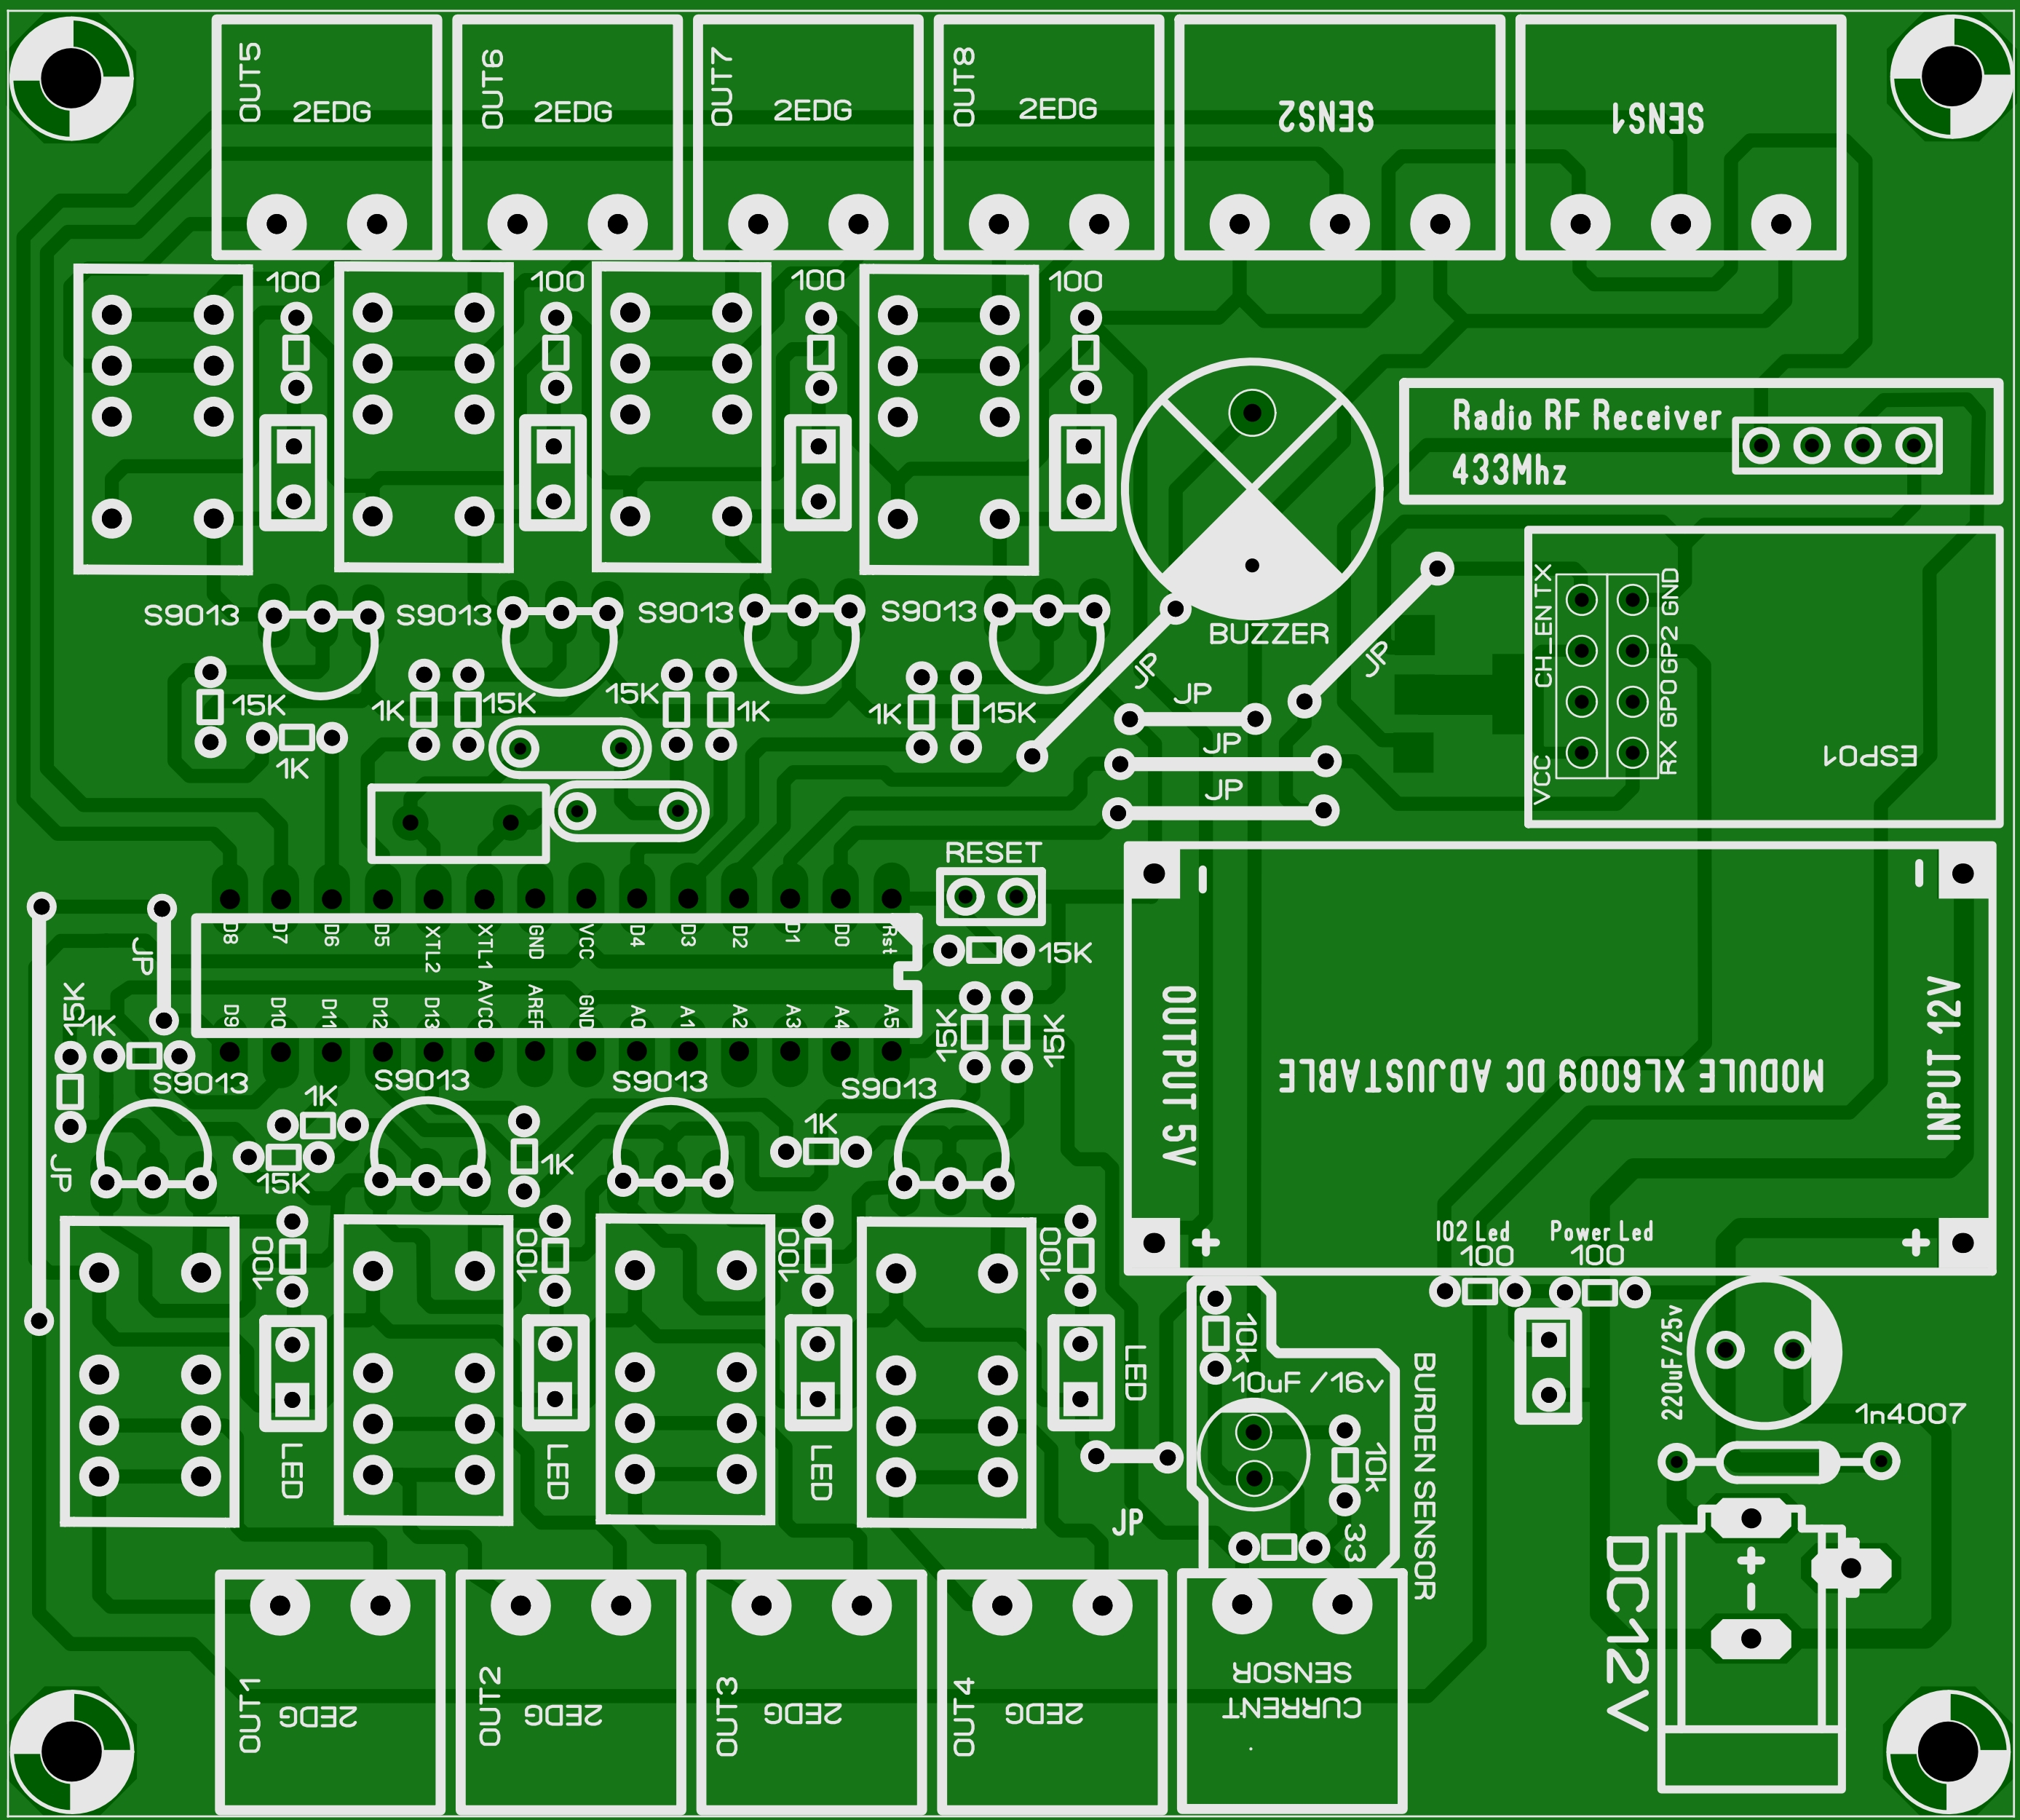 OUT5
2EDG
OUT6
2EDG
OUT7
2EDG
OUT8
2EDG
SENS2
SENS1
100
100
100
100
Radio RF Receiver
433Mhz
S9013
S9013
S9013
S9013
BUZZER
15K
1K
1K
15K
15K
1K
1K
15K
JP
JP
JP
JP
JP
CH_EN TX
VCC
GND
GP2
GPO
RX
ESP01
RESET
D8 D7 D6 D5 XTL2 XTL1 GND VCC D4 D3 D2 D1 D0 Rst
D9 D10 D11 D12 D13 AVCC AREF GND A0 A1 A2 A3 A4 A5
JP
15K
15K
1K
15K
15K
OUTPUT 5V
MODULE XL6009 DC ADJUSTABLE
INPUT 12V
-
-
+
+
S9013
S9013
S9013
S9013
1K
15K
1K
1K
JP
100
100
100
100
IO2 Led
100
Power Led
100
LED
LED
LED
LED
10k
10uF /16v
10k
33
BURDEN SENSOR
220uF/25v
1n4007
JP
+
-
DC12V
OUT1
2EDG
OUT2
2EDG
OUT3
2EDG
OUT4
2EDG
CURRENT
SENSOR